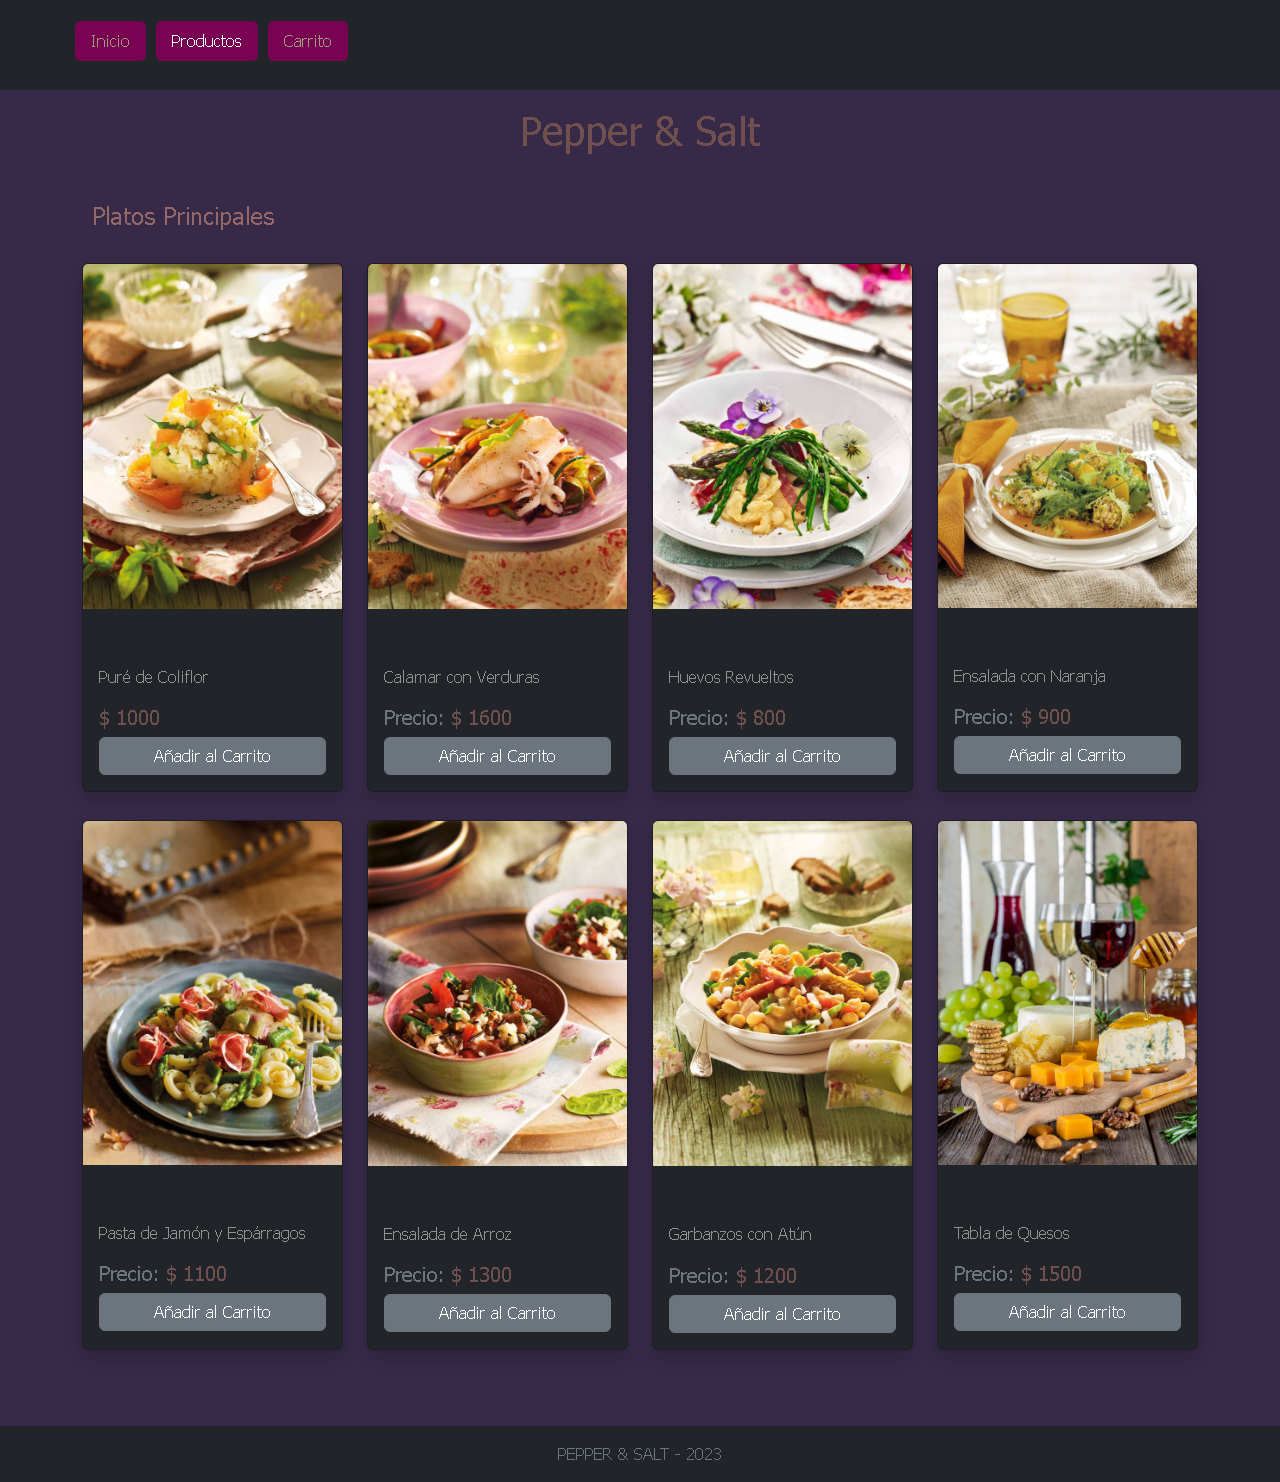 Inicio
Productos
Carrito
Pepper & Salt
Platos Principales
Puré de Coliflor
$ 1000
Añadir al Carrito
Calamar con Verduras
Precio: $ 1600
Añadir al Carrito
Huevos Revueltos
Precio: $ 800
Añadir al Carrito
Ensalada con Naranja
Precio: $ 900
Añadir al Carrito
Pasta de Jamón y Espárragos
Precio: $ 1100
Añadir al Carrito
Ensalada de Arroz
Precio: $ 1300
Añadir al Carrito
Garbanzos con Atún
Precio: $ 1200
Añadir al Carrito
Tabla de Quesos
Precio: $ 1500
Añadir al Carrito
PEPPER & SALT - 2023